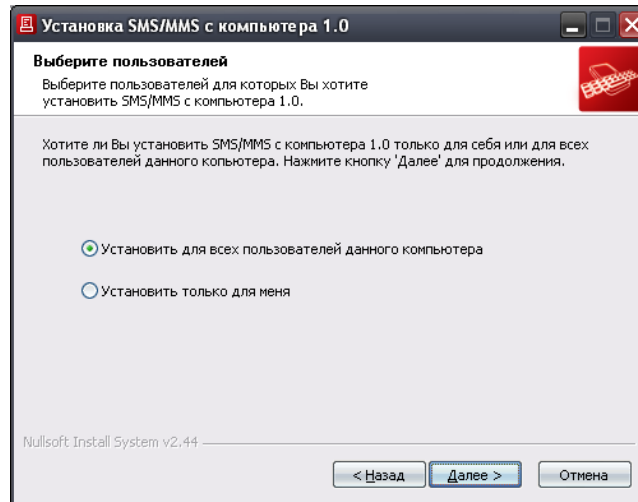 Установка SMS/MMS с компьютера 1.0
Выберите пользователей
Выберите пользователей для которых Вы хотите
установить SMS/MMS с компьютера 1.0.
Хотите ли Вы установить SMS/MMS с компьютера 1.0 только для себя или для всех
пользователей данного копьютера. Нажмите кнопку 'Далее' для продолжения.
Установить для всех пользователей данного компьютера
Установить только для меня
Nullsoft Install System v2.44
< Назад
Далее >
Отмена